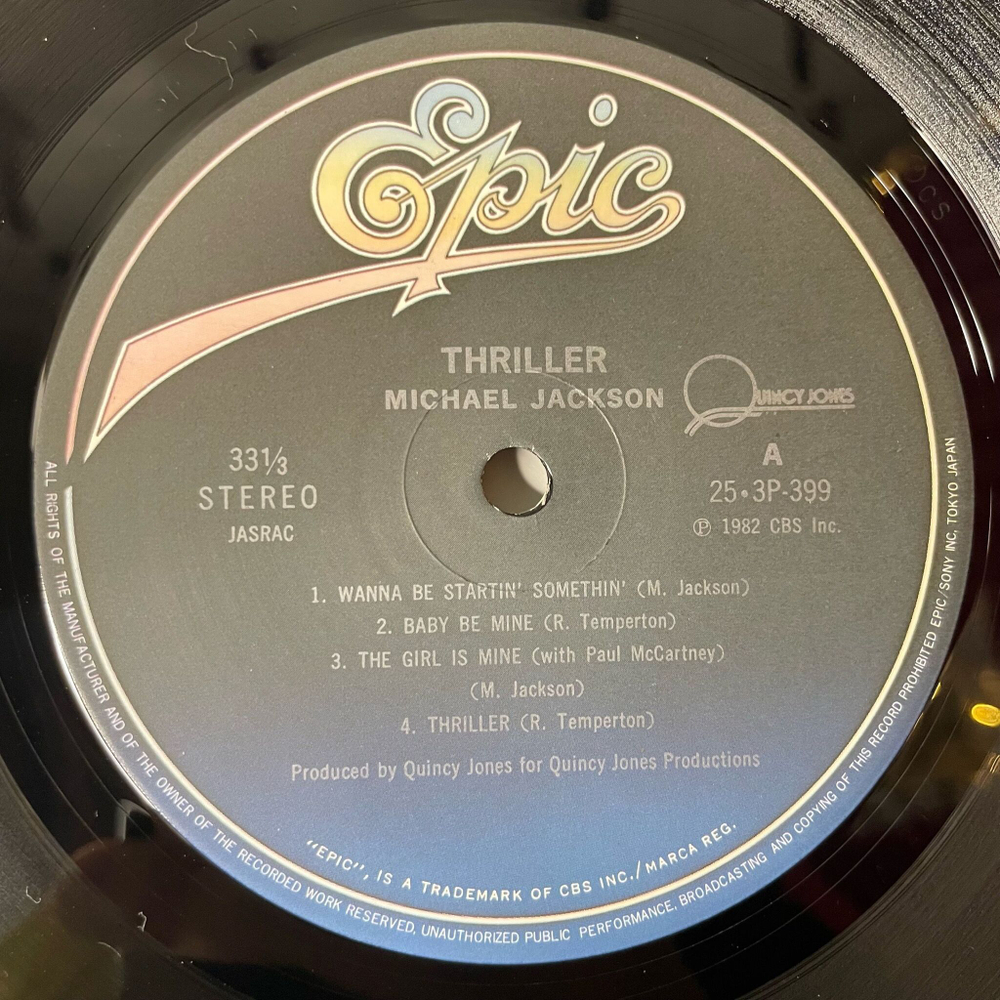 Epic
THRILLER
MICHAEL JACKSON
QUINCY JONES
33⅓
STEREO
JASRAC
A
25•3P-399
℗ 1982 CBS Inc.
1. WANNA BE STARTIN' SOMETHIN' (M. Jackson)
2. BABY BE MINE (R. Temperton)
3. THE GIRL IS MINE (with Paul McCartney)
(M. Jackson)
4. THRILLER (R. Temperton)
Produced by Quincy Jones for Quincy Jones Productions
"EPIC", IS A TRADEMARK OF CBS INC./MARCA REG.
ALL RIGHTS OF THE MANUFACTURER AND OF THE OWNER OF THE RECORDED WORK RESERVED, UNAUTHORIZED PUBLIC PERFORMANCE, BROADCASTING AND COPYING OF THIS RECORD PROHIBITED EPIC/SONY INC, TOKYO JAPAN